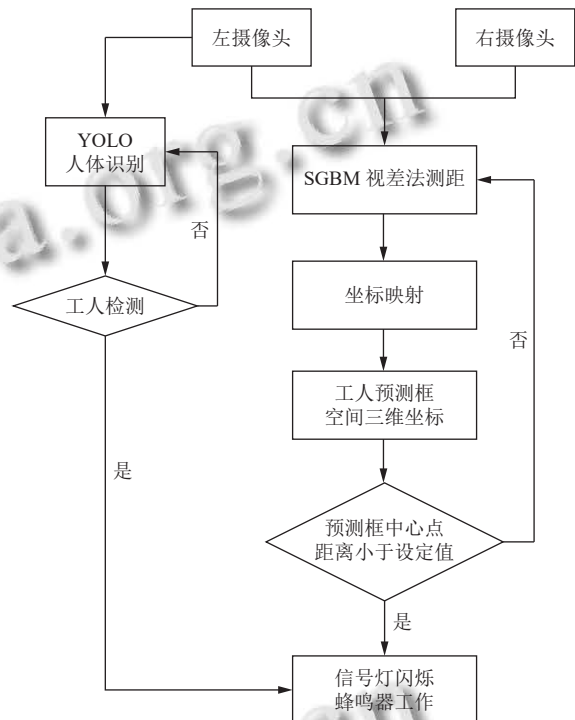 左摄像头
右摄像头
YOLO
人体识别
否
工人检测
是
SGBM 视差法测距
坐标映射
否
工人预测框
空间三维坐标
预测框中心点
距离小于设定值
是
信号灯闪烁
蜂鸣器工作
a.org.cn